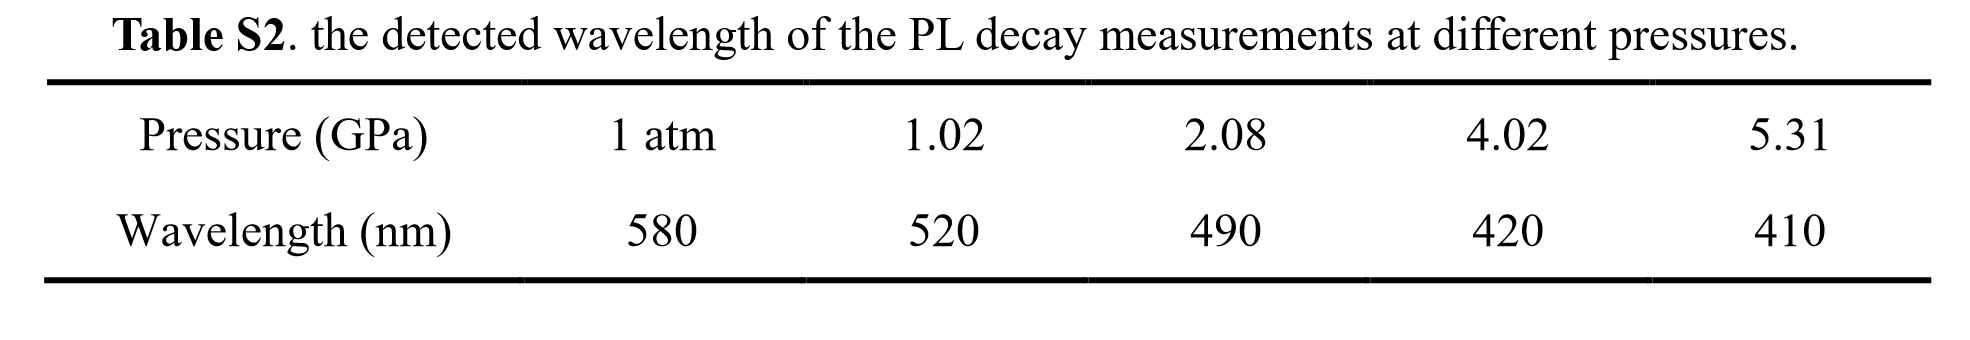 Table S2. the detected wavelength of the PL decay measurements at different pressures.
Pressure (GPa) 1 atm 1.02 2.08 4.02 5.31
Wavelength (nm) 580 520 490 420 410